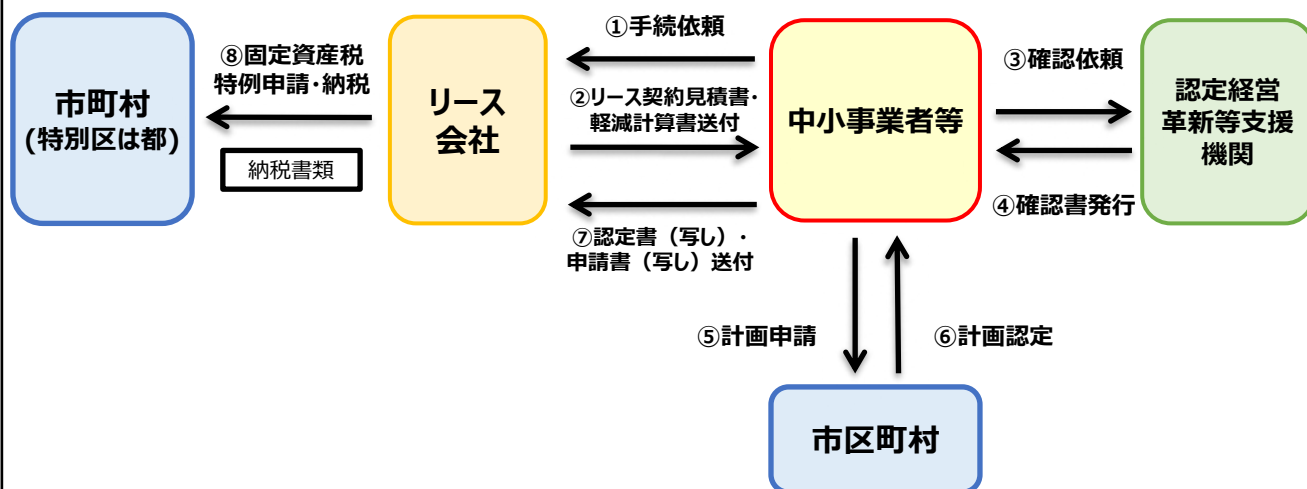 ①手続依頼
⑧固定資産税
特例申請・納税
③確認依頼
市町村
(特別区は都)
リース
会社
②リース契約見積書・
軽減計算書送付
中小事業者等
認定経営
革新等支援
機関
納税書類
④確認書発行
⑦認定書（写し）・
申請書（写し）送付
⑤計画申請
⑥計画認定
市区町村